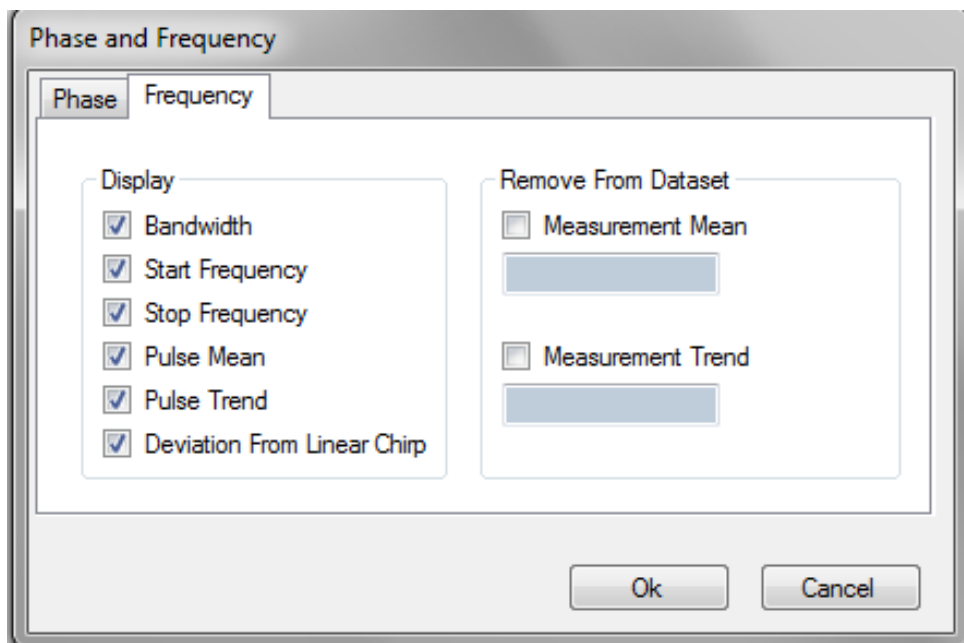 Phase and Frequency
Phase
Frequency
Display
Bandwidth
Start Frequency
Stop Frequency
Pulse Mean
Pulse Trend
Deviation From Linear Chirp
Remove From Dataset
Measurement Mean
Measurement Trend
Ok
Cancel